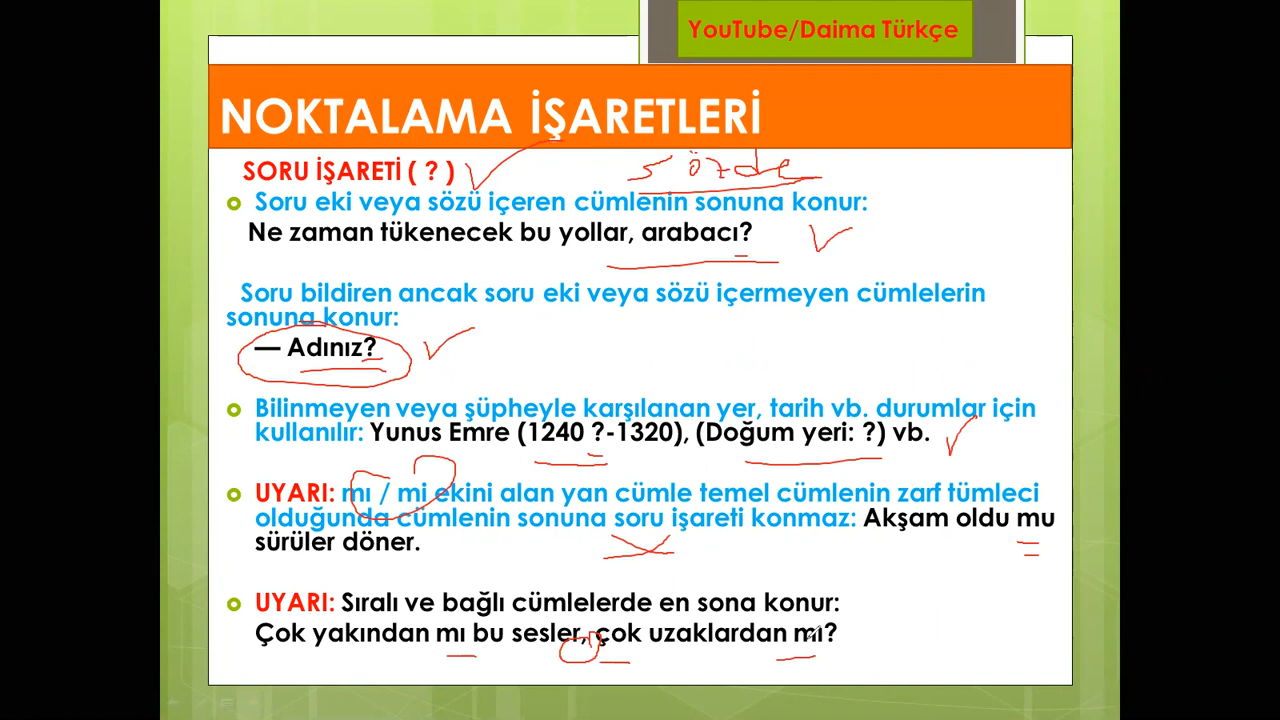 YouTube/Daima Türkçe
NOKTALAMA İŞARETLERİ
SORU İŞARETİ ( ? )
sözde
Soru eki veya sözü içeren cümlenin sonuna konur:
Ne zaman tükenecek bu yollar, arabacı?
Soru bildiren ancak soru eki veya sözü içermeyen cümlelerin
sonuna konur:
— Adınız?
Bilinmeyen veya şüpheyle karşılanan yer, tarih vb. durumlar için
kullanılır: Yunus Emre (1240 ?-1320), (Doğum yeri: ?) vb.
UYARI: mı / mi ekini alan yan cümle temel cümlenin zarf tümleci
olduğunda cümlenin sonuna soru işareti konmaz: Akşam oldu mu
sürüler döner.
UYARI: Sıralı ve bağlı cümlelerde en sona konur:
Çok yakından mı bu sesler, çok uzaklardan mı?